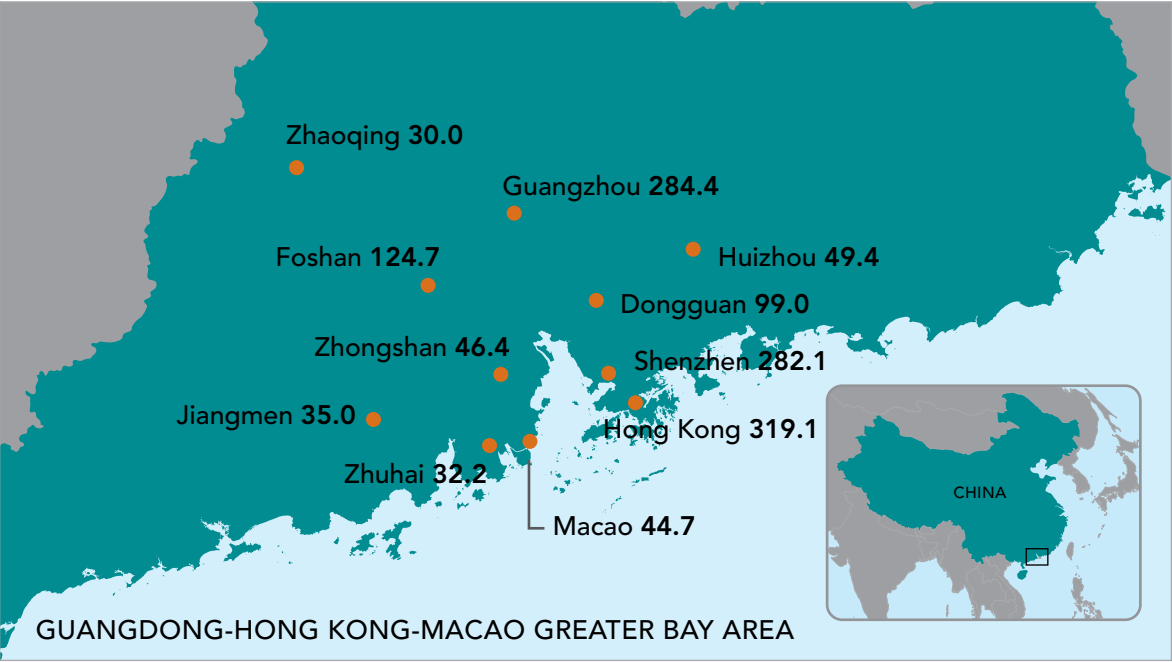 Zhaoqing 30.0
Guangzhou 284.4
Foshan 124.7
Huizhou 49.4
Dongguan 99.0
Zhongshan 46.4
Shenzhen 282.1
Jiangmen 35.0
Hong Kong 319.1
Zhuhai 32.2
CHINA
Macao 44.7
GUANGDONG-HONG KONG-MACAO GREATER BAY AREA